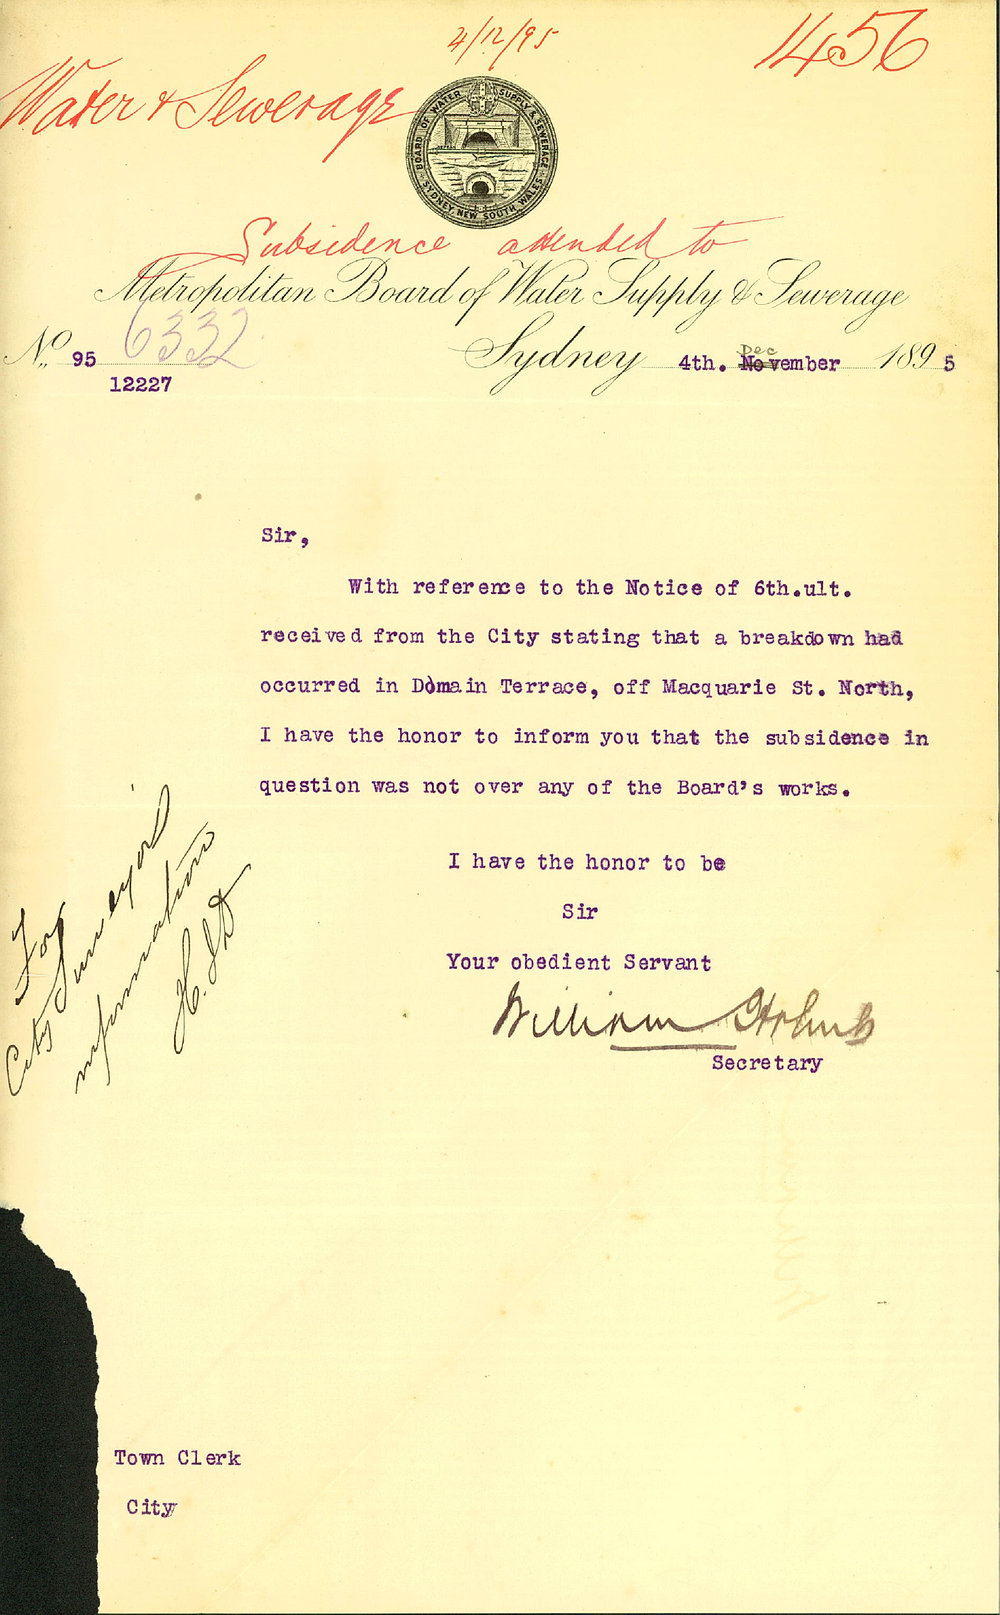 4/12/95
1456
Water & Sewerage
BOARD OF WATER SUPPLY & SEWERAGE
SYDNEY, NEW SOUTH WALES
Subsidence attended to
Metropolitan Board of Water Supply & Sewerage
No. 95 6332
12227
Sydney 4th. Dec November 1895
Sir,
With reference to the Notice of 6th.ult.
received from the City stating that a breakdown had
occurred in Domain Terrace, off Macquarie St. North,
I have the honor to inform you that the subsidence in
question was not over any of the Board's works.
I have the honor to be
Sir
Your obedient Servant
William Holmes
Secretary
For
City Surveyors
information
Town Clerk
City